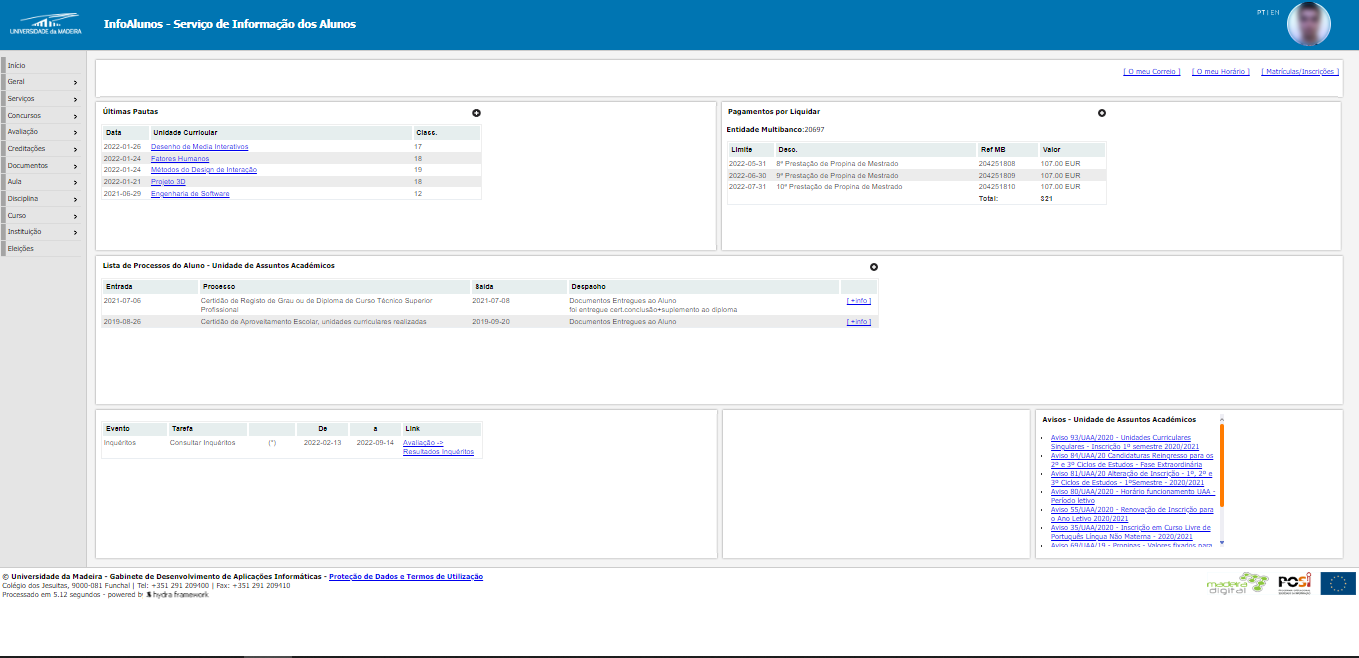 UNIVERSIDADE da MADEIRA
InfoAlunos - Serviço de Informação dos Alunos
PT | EN
Início
Geral
Serviços
Concursos
Avaliação
Creditações
Documentos
Aula
Disciplina
Curso
Instituição
Eleições
[ O meu Correio ] [ O meu Horário ] [ Matrículas/Inscrições ]
Últimas Pautas
Data Unidade Curricular Class.
2022-01-26 Desenho de Media Interativos 17
2022-01-24 Fatores Humanos 18
2022-01-24 Métodos do Design de Interação 19
2022-01-21 Projeto 3D 18
2021-06-29 Engenharia de Software 12
Pagamentos por Liquidar
Entidade Multibanco:20697
Limite Desc. Ref MB Valor
2022-05-31 8ª Prestação de Propina de Mestrado 204251808 107.00 EUR
2022-06-30 9ª Prestação de Propina de Mestrado 204251809 107.00 EUR
2022-07-31 10ª Prestação de Propina de Mestrado 204251810 107.00 EUR
Total: 321
Lista de Processos do Aluno - Unidade de Assuntos Académicos
Entrada Processo Saída Despacho
2021-07-06 Certidão de Registo de Grau ou de Diploma de Curso Técnico Superior 2021-07-08 Documentos Entregues ao Aluno [ +info ]
Profissional foi entregue cert.conclusão+suplemento ao diploma
2019-08-26 Certidão de Aproveitamento Escolar, unidades curriculares realizadas 2019-09-20 Documentos Entregues ao Aluno [ +info ]
Evento Tarefa De a Link
Inquéritos Consultar Inquéritos (*) 2022-02-13 2022-09-14 Avaliação ->
Resultados Inquéritos
Avisos - Unidade de Assuntos Académicos
Aviso 93/UAA/2020 - Unidades Curriculares
Singulares - Inscrição 1º semestre 2020/2021
Aviso 84/UAA/20 Candidaturas Reingresso para os
2º e 3º Ciclos de Estudos - Fase Extraordinária
Aviso 81/UAA/20 Alteração de Inscrição - 1º, 2º e
3º Ciclos de Estudos - 1ºSemestre - 2020/2021
Aviso 80/UAA/2020 - Horário funcionamento UAA -
Período letivo
Aviso 55/UAA/2020 - Renovação de Inscrição para
o Ano Letivo 2020/2021
Aviso 35/UAA/2020 - Inscrição em Curso Livre de
Português Língua Não Materna - 2020/2021
Aviso 69/UAA/19 - Propinas - Valores fixados para
© Universidade da Madeira - Gabinete de Desenvolvimento de Aplicações Informáticas - Proteção de Dados e Termos de Utilização
Colégio dos Jesuítas, 9000-081 Funchal | Tel: +351 291 209400 | Fax: +351 291 209410
Processado em 5.12 segundos - powered by hydra framework
madeira
digital
POSI